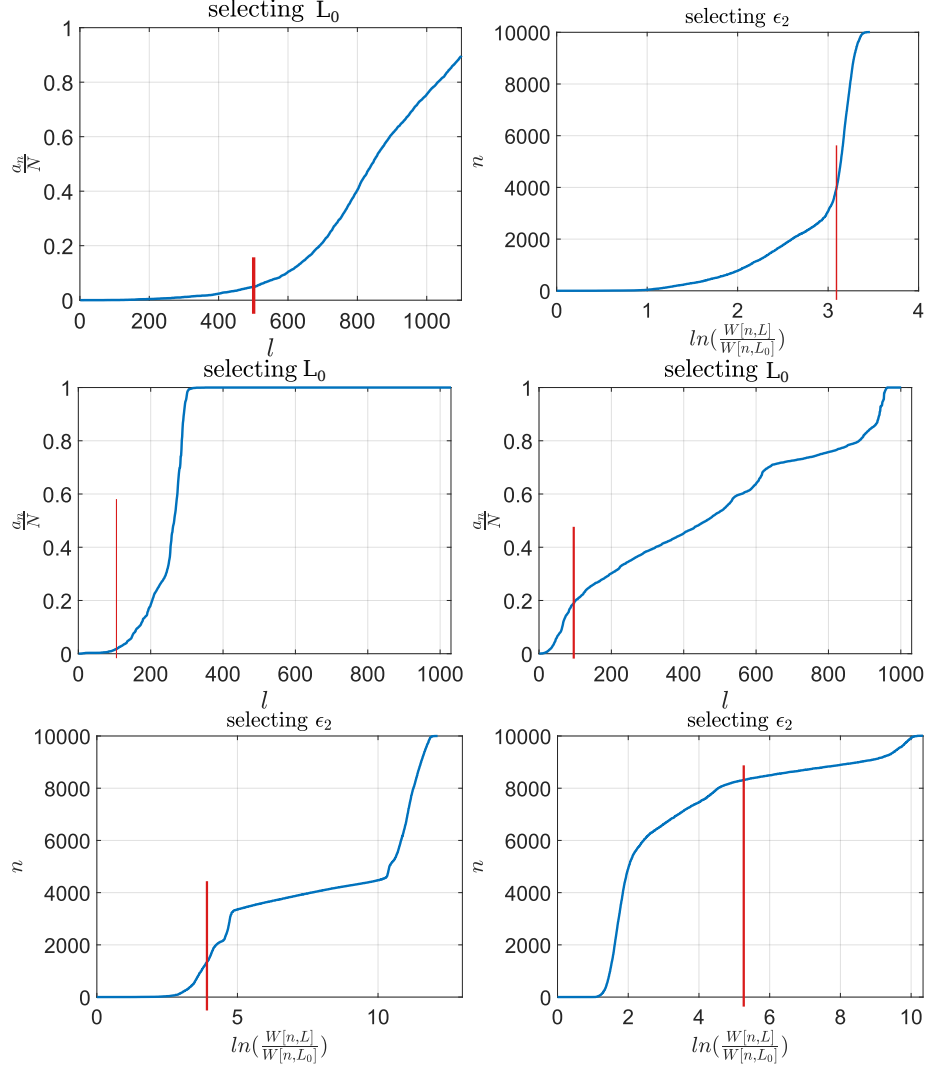 selecting L₀
1
0.8
0.6
0.4
0.2
0
aₙ/N
0 200 400 600 800 1000
l
selecting ϵ₂
10000
8000
6000
4000
2000
0
n
0 1 2 3 4
ln(W[n,L]/W[n,L₀])
selecting L₀
1
0.8
0.6
0.4
0.2
0
aₙ/N
0 200 400 600 800 1000
l
selecting L₀
1
0.8
0.6
0.4
0.2
0
aₙ/N
0 200 400 600 800 1000
l
selecting ϵ₂
10000
8000
6000
4000
2000
0
n
0 5 10
ln(W[n,L]/W[n,L₀])
selecting ϵ₂
10000
8000
6000
4000
2000
0
n
0 2 4 6 8 10
ln(W[n,L]/W[n,L₀])